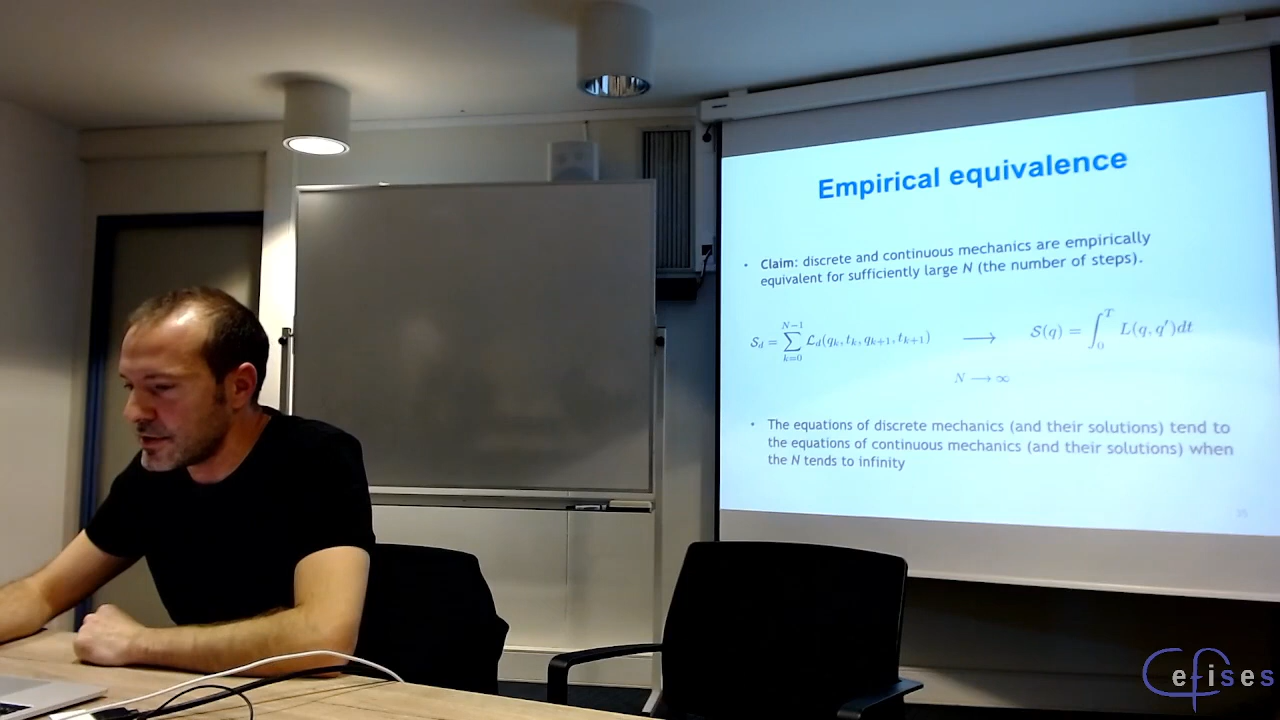 Empirical equivalence
• Claim: discrete and continuous mechanics are empirically
equivalent for sufficiently large N (the number of steps).
𝒮_d = ∑_{k=0}^{N−1} ℒ_d(q_k, t_k, q_{k+1}, t_{k+1}) ⟶ 𝒮(q) = ∫_0^T L(q, q′)dt
N ⟶ ∞
• The equations of discrete mechanics (and their solutions) tend to
the equations of continuous mechanics (and their solutions) when
the N tends to infinity
Cefises